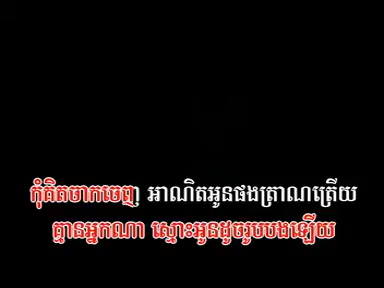 កុំគិតចាកចេញ អាណិតអូនផងត្រាណត្រើយ
គ្មានអ្នកណា ស្មោះអូនដូចរូបបងឡើយ